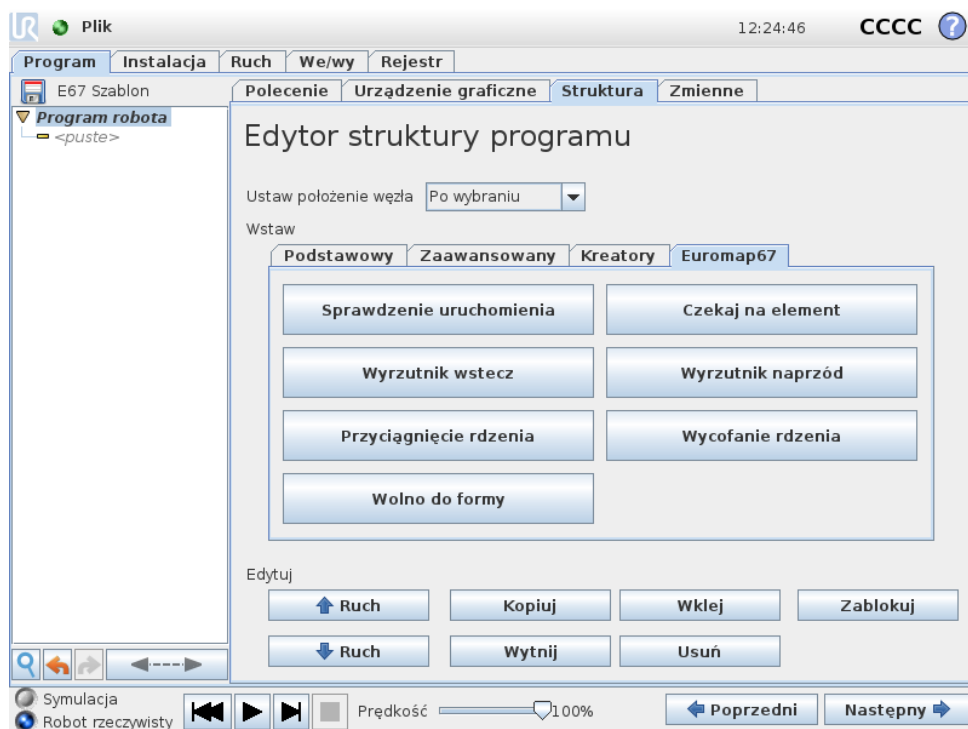 UR Plik 12:24:46 CCCC ?
Program Instalacja Ruch We/wy Rejestr
E67 Szablon
Program robota
<puste>
Polecenie Urządzenie graficzne Struktura Zmienne
Edytor struktury programu
Ustaw położenie węzła Po wybraniu
Wstaw
Podstawowy Zaawansowany Kreatory Euromap67
Sprawdzenie uruchomienia Czekaj na element
Wyrzutnik wstecz Wyrzutnik naprzód
Przyciągnięcie rdzenia Wycofanie rdzenia
Wolno do formy
Edytuj
Ruch Kopiuj Wklej Zablokuj
Ruch Wytnij Usuń
Symulacja
Robot rzeczywisty
Prędkość 100% Poprzedni Następny